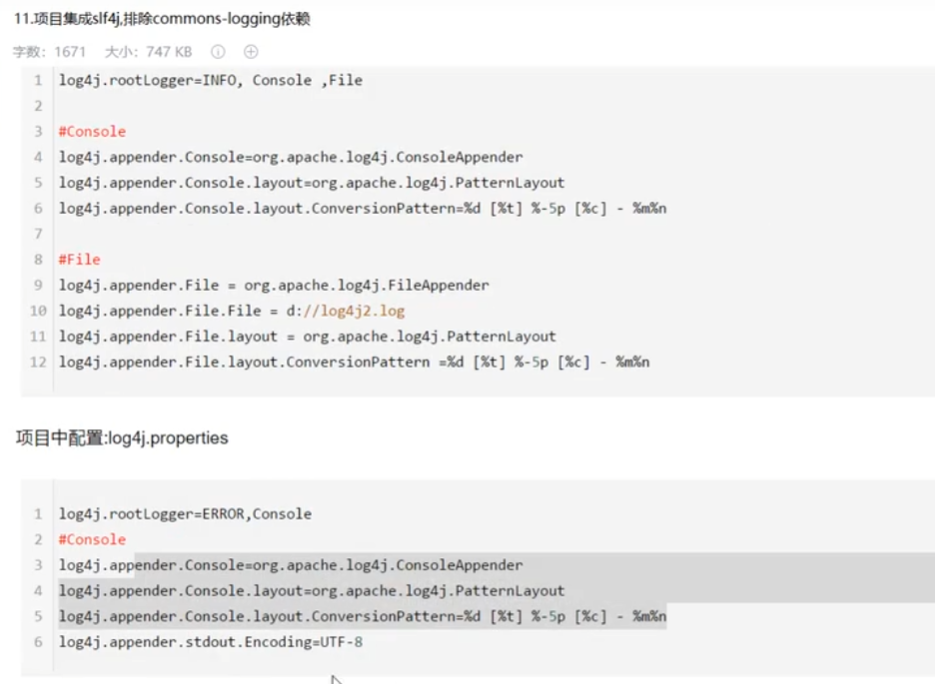 11.项目集成slf4j,排除commons-logging依赖
字数：1671 大小：747 KB
1 log4j.rootLogger=INFO, Console ,File
2
3 #Console
4 log4j.appender.Console=org.apache.log4j.ConsoleAppender
5 log4j.appender.Console.layout=org.apache.log4j.PatternLayout
6 log4j.appender.Console.layout.ConversionPattern=%d [%t] %-5p [%c] - %m%n
7
8 #File
9 log4j.appender.File = org.apache.log4j.FileAppender
10 log4j.appender.File.File = d://log4j2.log
11 log4j.appender.File.layout = org.apache.log4j.PatternLayout
12 log4j.appender.File.layout.ConversionPattern =%d [%t] %-5p [%c] - %m%n
项目中配置:log4j.properties
1 log4j.rootLogger=ERROR,Console
2 #Console
3 log4j.appender.Console=org.apache.log4j.ConsoleAppender
4 log4j.appender.Console.layout=org.apache.log4j.PatternLayout
5 log4j.appender.Console.layout.ConversionPattern=%d [%t] %-5p [%c] - %m%n
6 log4j.appender.stdout.Encoding=UTF-8